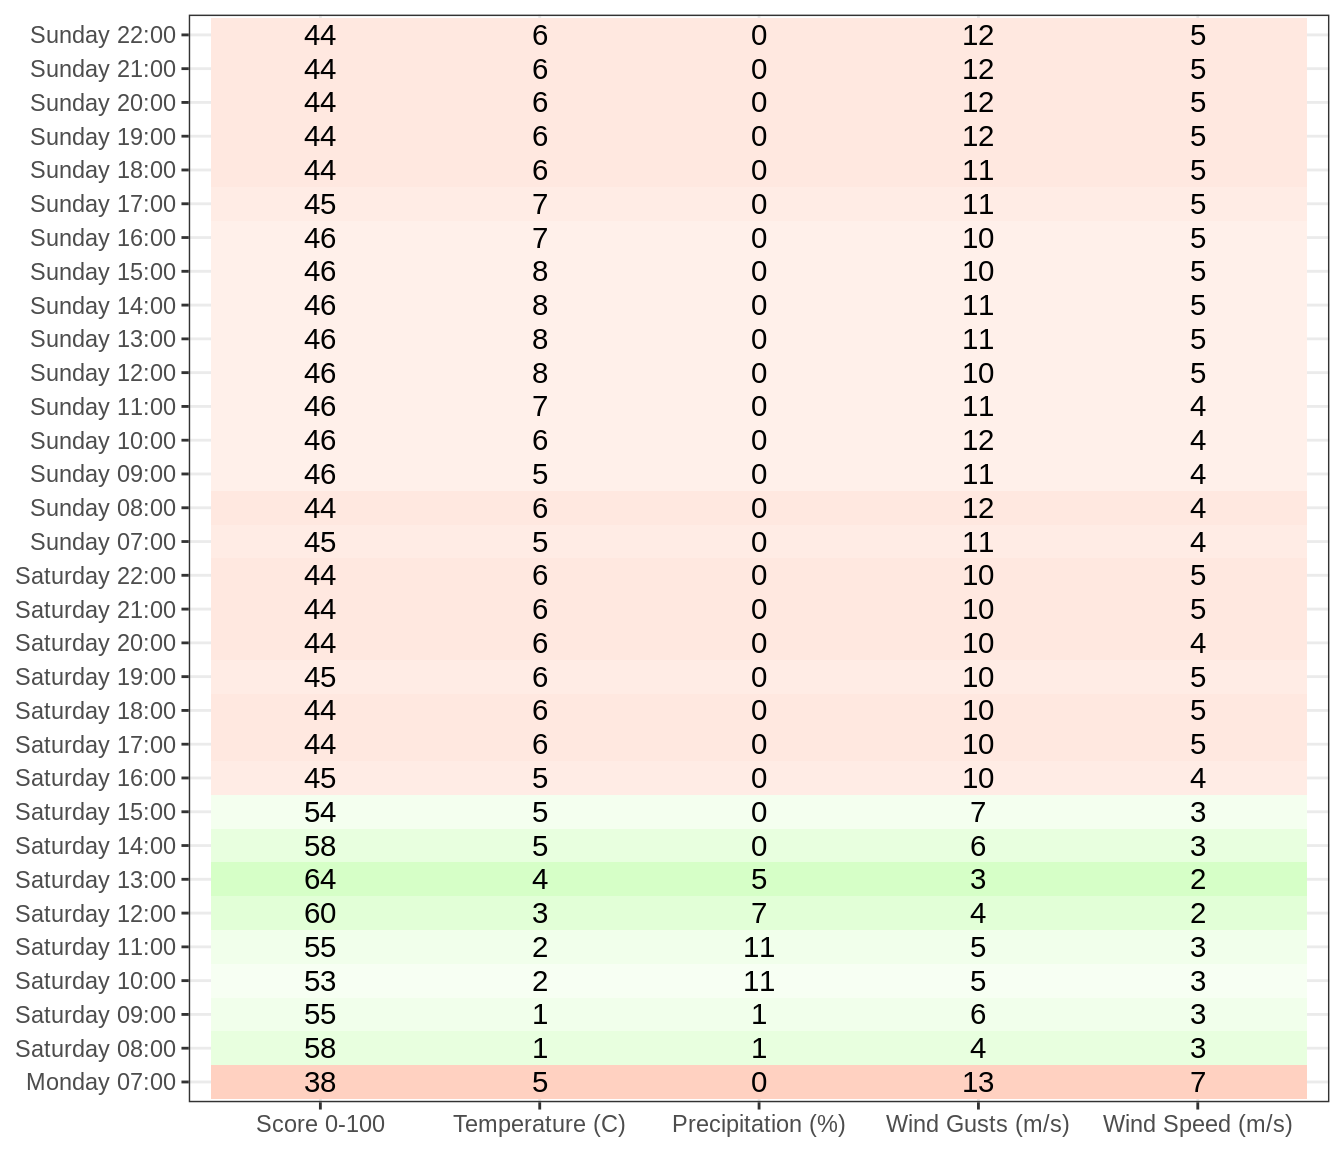 Sunday 22:00 44 6 0 12 5
Sunday 21:00 44 6 0 12 5
Sunday 20:00 44 6 0 12 5
Sunday 19:00 44 6 0 12 5
Sunday 18:00 44 6 0 11 5
Sunday 17:00 45 7 0 11 5
Sunday 16:00 46 7 0 10 5
Sunday 15:00 46 8 0 10 5
Sunday 14:00 46 8 0 11 5
Sunday 13:00 46 8 0 11 5
Sunday 12:00 46 8 0 10 5
Sunday 11:00 46 7 0 11 4
Sunday 10:00 46 6 0 12 4
Sunday 09:00 46 5 0 11 4
Sunday 08:00 44 6 0 12 4
Sunday 07:00 45 5 0 11 4
Saturday 22:00 44 6 0 10 5
Saturday 21:00 44 6 0 10 5
Saturday 20:00 44 6 0 10 4
Saturday 19:00 45 6 0 10 5
Saturday 18:00 44 6 0 10 5
Saturday 17:00 44 6 0 10 5
Saturday 16:00 45 5 0 10 4
Saturday 15:00 54 5 0 7 3
Saturday 14:00 58 5 0 6 3
Saturday 13:00 64 4 5 3 2
Saturday 12:00 60 3 7 4 2
Saturday 11:00 55 2 11 5 3
Saturday 10:00 53 2 11 5 3
Saturday 09:00 55 1 1 6 3
Saturday 08:00 58 1 1 4 3
Monday 07:00 38 5 0 13 7
Score 0-100 Temperature (C) Precipitation (%) Wind Gusts (m/s) Wind Speed (m/s)